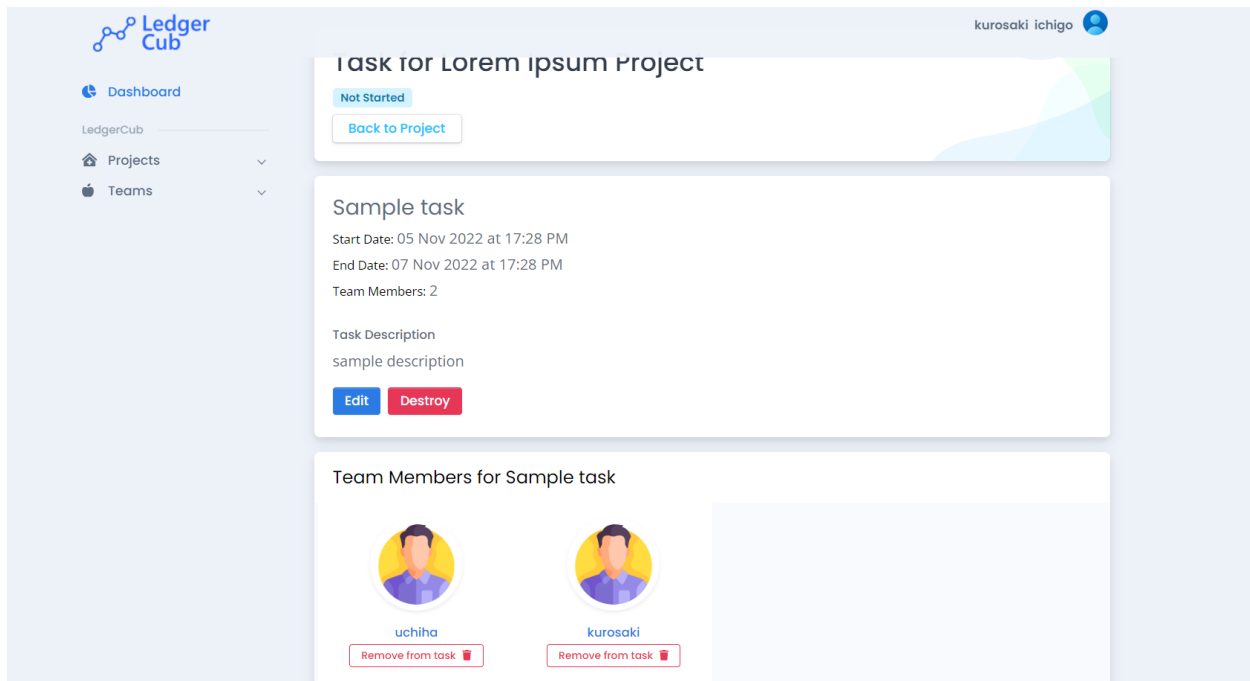 Ledger
Cub
kurosaki ichigo
Dashboard
LedgerCub
Projects
Teams
Task for Lorem Ipsum Project
Not Started
Back to Project
Sample task
Start Date: 05 Nov 2022 at 17:28 PM
End Date: 07 Nov 2022 at 17:28 PM
Team Members: 2
Task Description
sample description
Edit Destroy
Team Members for Sample task
uchiha kurosaki
Remove from task Remove from task